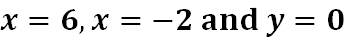 x = 6, x = −2 and y = 0